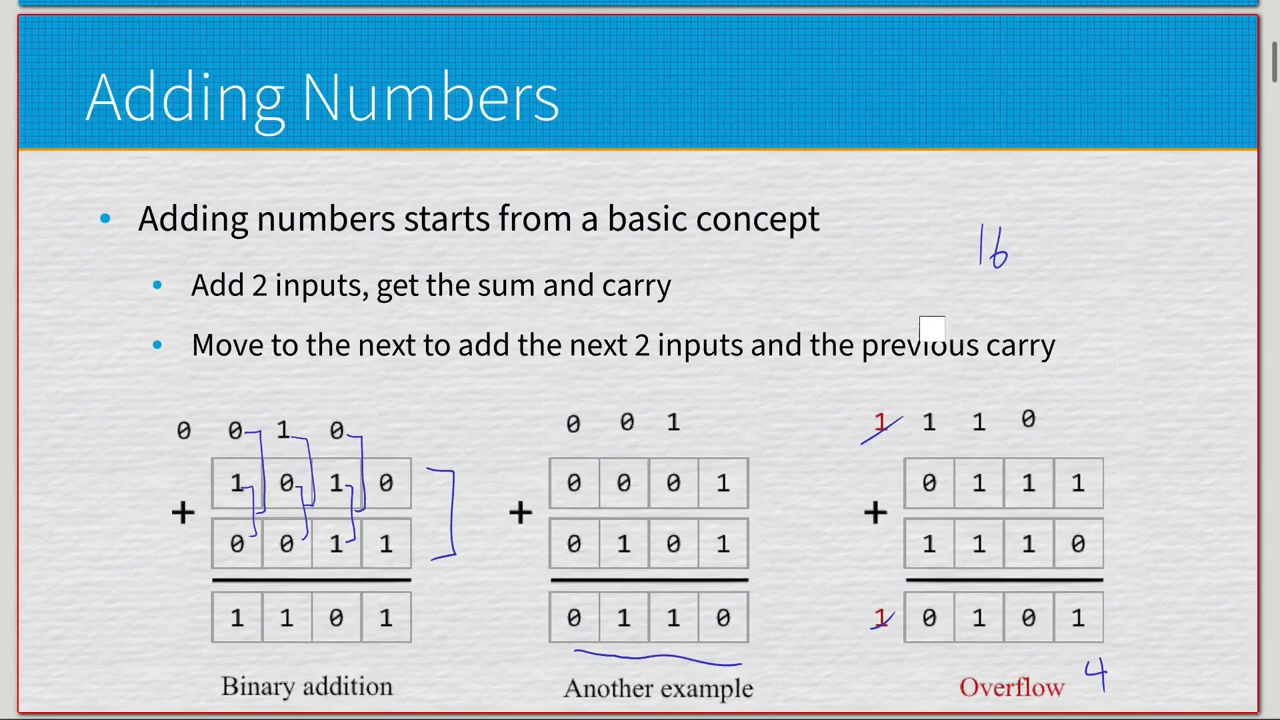 Adding Numbers
• Adding numbers starts from a basic concept
16
• Add 2 inputs, get the sum and carry
• Move to the next to add the next 2 inputs and the previous carry
0 0 1 0
1 0 1 0
+
0 0 1 1
1 1 0 1
Binary addition
0 0 1
0 0 0 1
+
0 1 0 1
0 1 1 0
Another example
1 1 1 0
0 1 1 1
+
1 1 1 0
1 0 1 0 1
4
Overflow